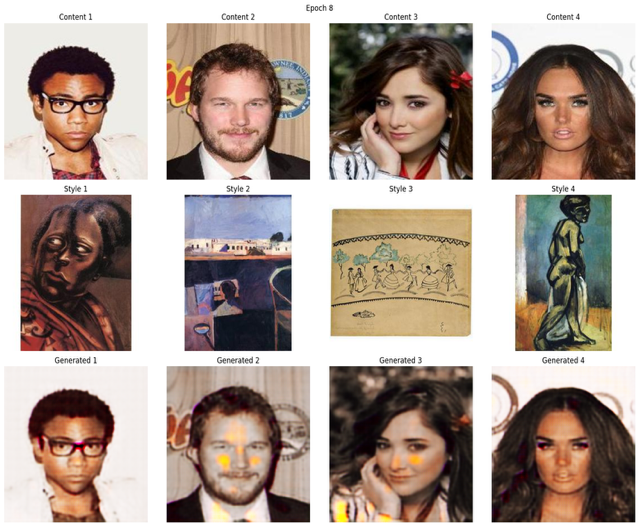 Epoch 8
Content 1
Content 2
Content 3
Content 4
Style 1
Style 2
Style 3
Style 4
Generated 1
Generated 2
Generated 3
Generated 4